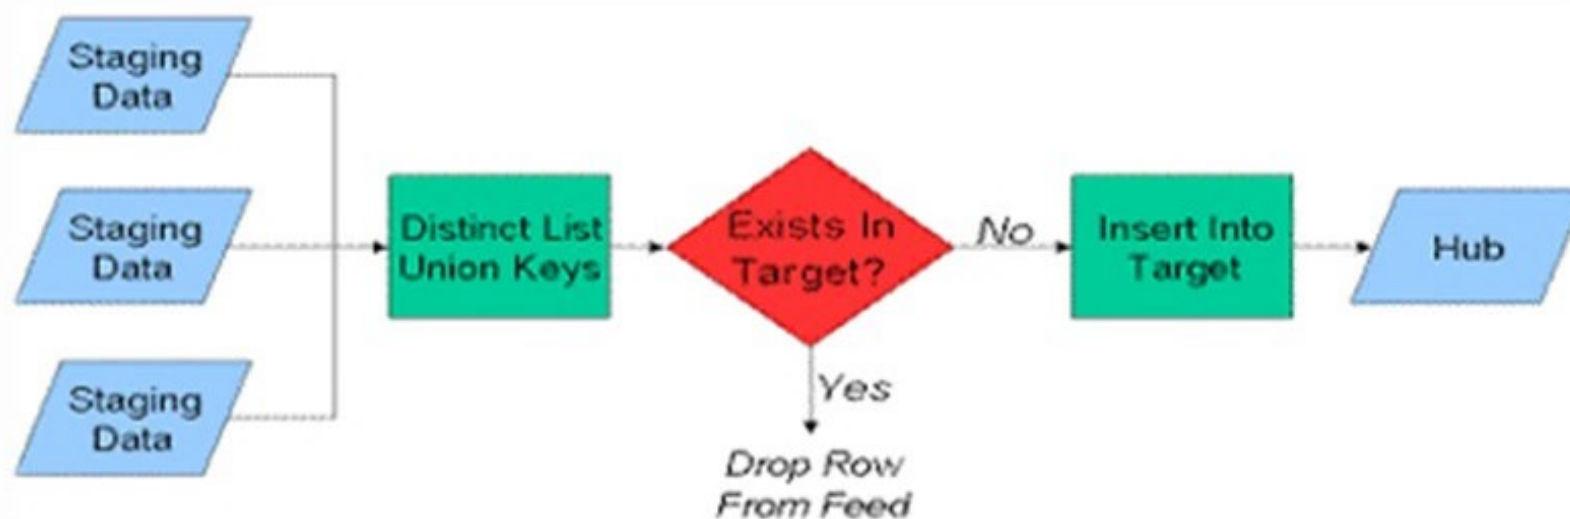 Staging
Data
Staging
Data
Staging
Data
Distinct List
Union Keys
Exists In
Target?
No
Yes
Drop Row
From Feed
Insert Into
Target
Hub